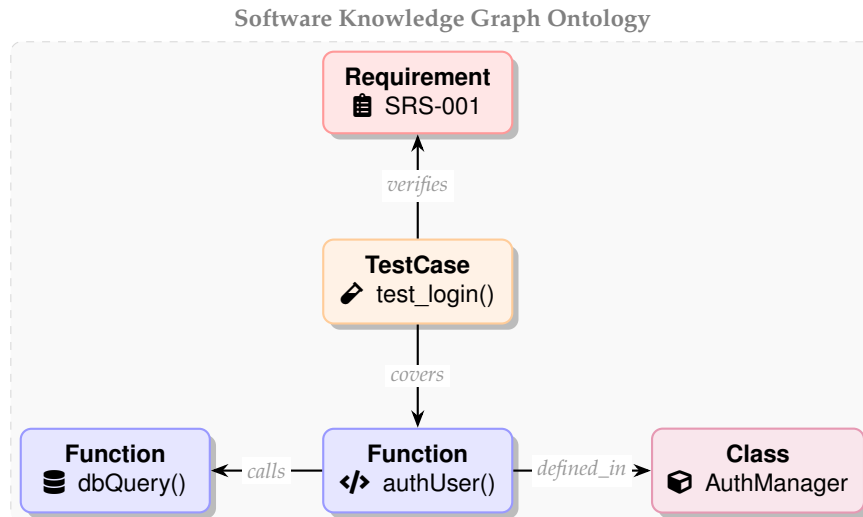 Software Knowledge Graph Ontology
Requirement
SRS-001
verifies
TestCase
test_login()
covers
Function
dbQuery()
calls
Function
authUser()
defined_in
Class
AuthManager